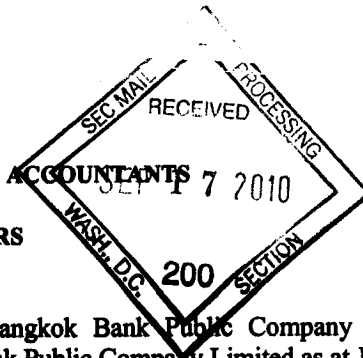 SEC MAIL
PROCESSING
RECEIVED
ACCOUNTANTS
SEP 17 2010
RS
WASH., D.C.
200
SECTION
angkok Bank Public Company
k Public Company Limited as at